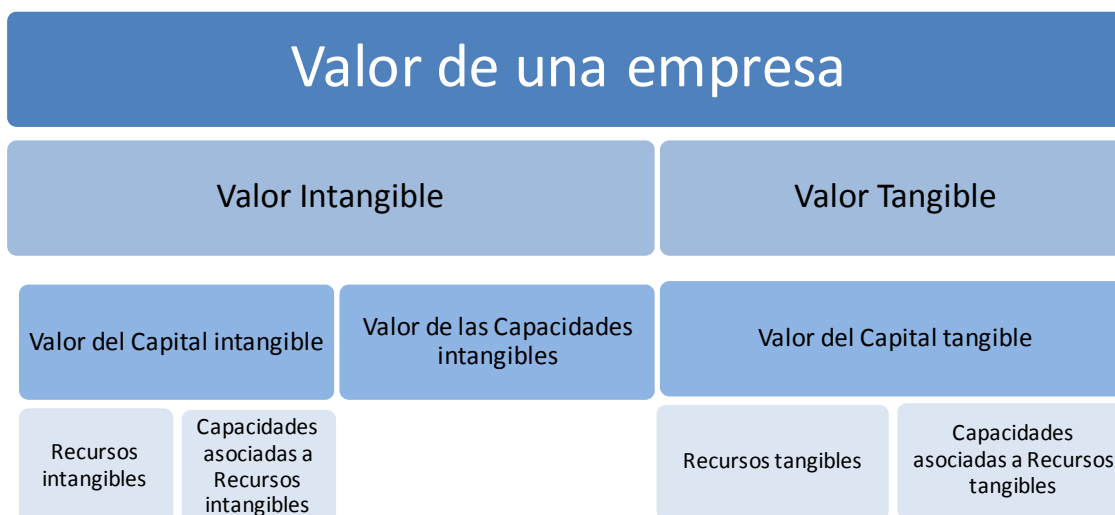 Valor de una empresa
Valor Intangible
Valor Tangible
Valor del Capital intangible
Valor de las Capacidades
intangibles
Valor del Capital tangible
Recursos
intangibles
Capacidades
asociadas a
Recursos
intangibles
Recursos tangibles
Capacidades
asociadas a Recursos
tangibles